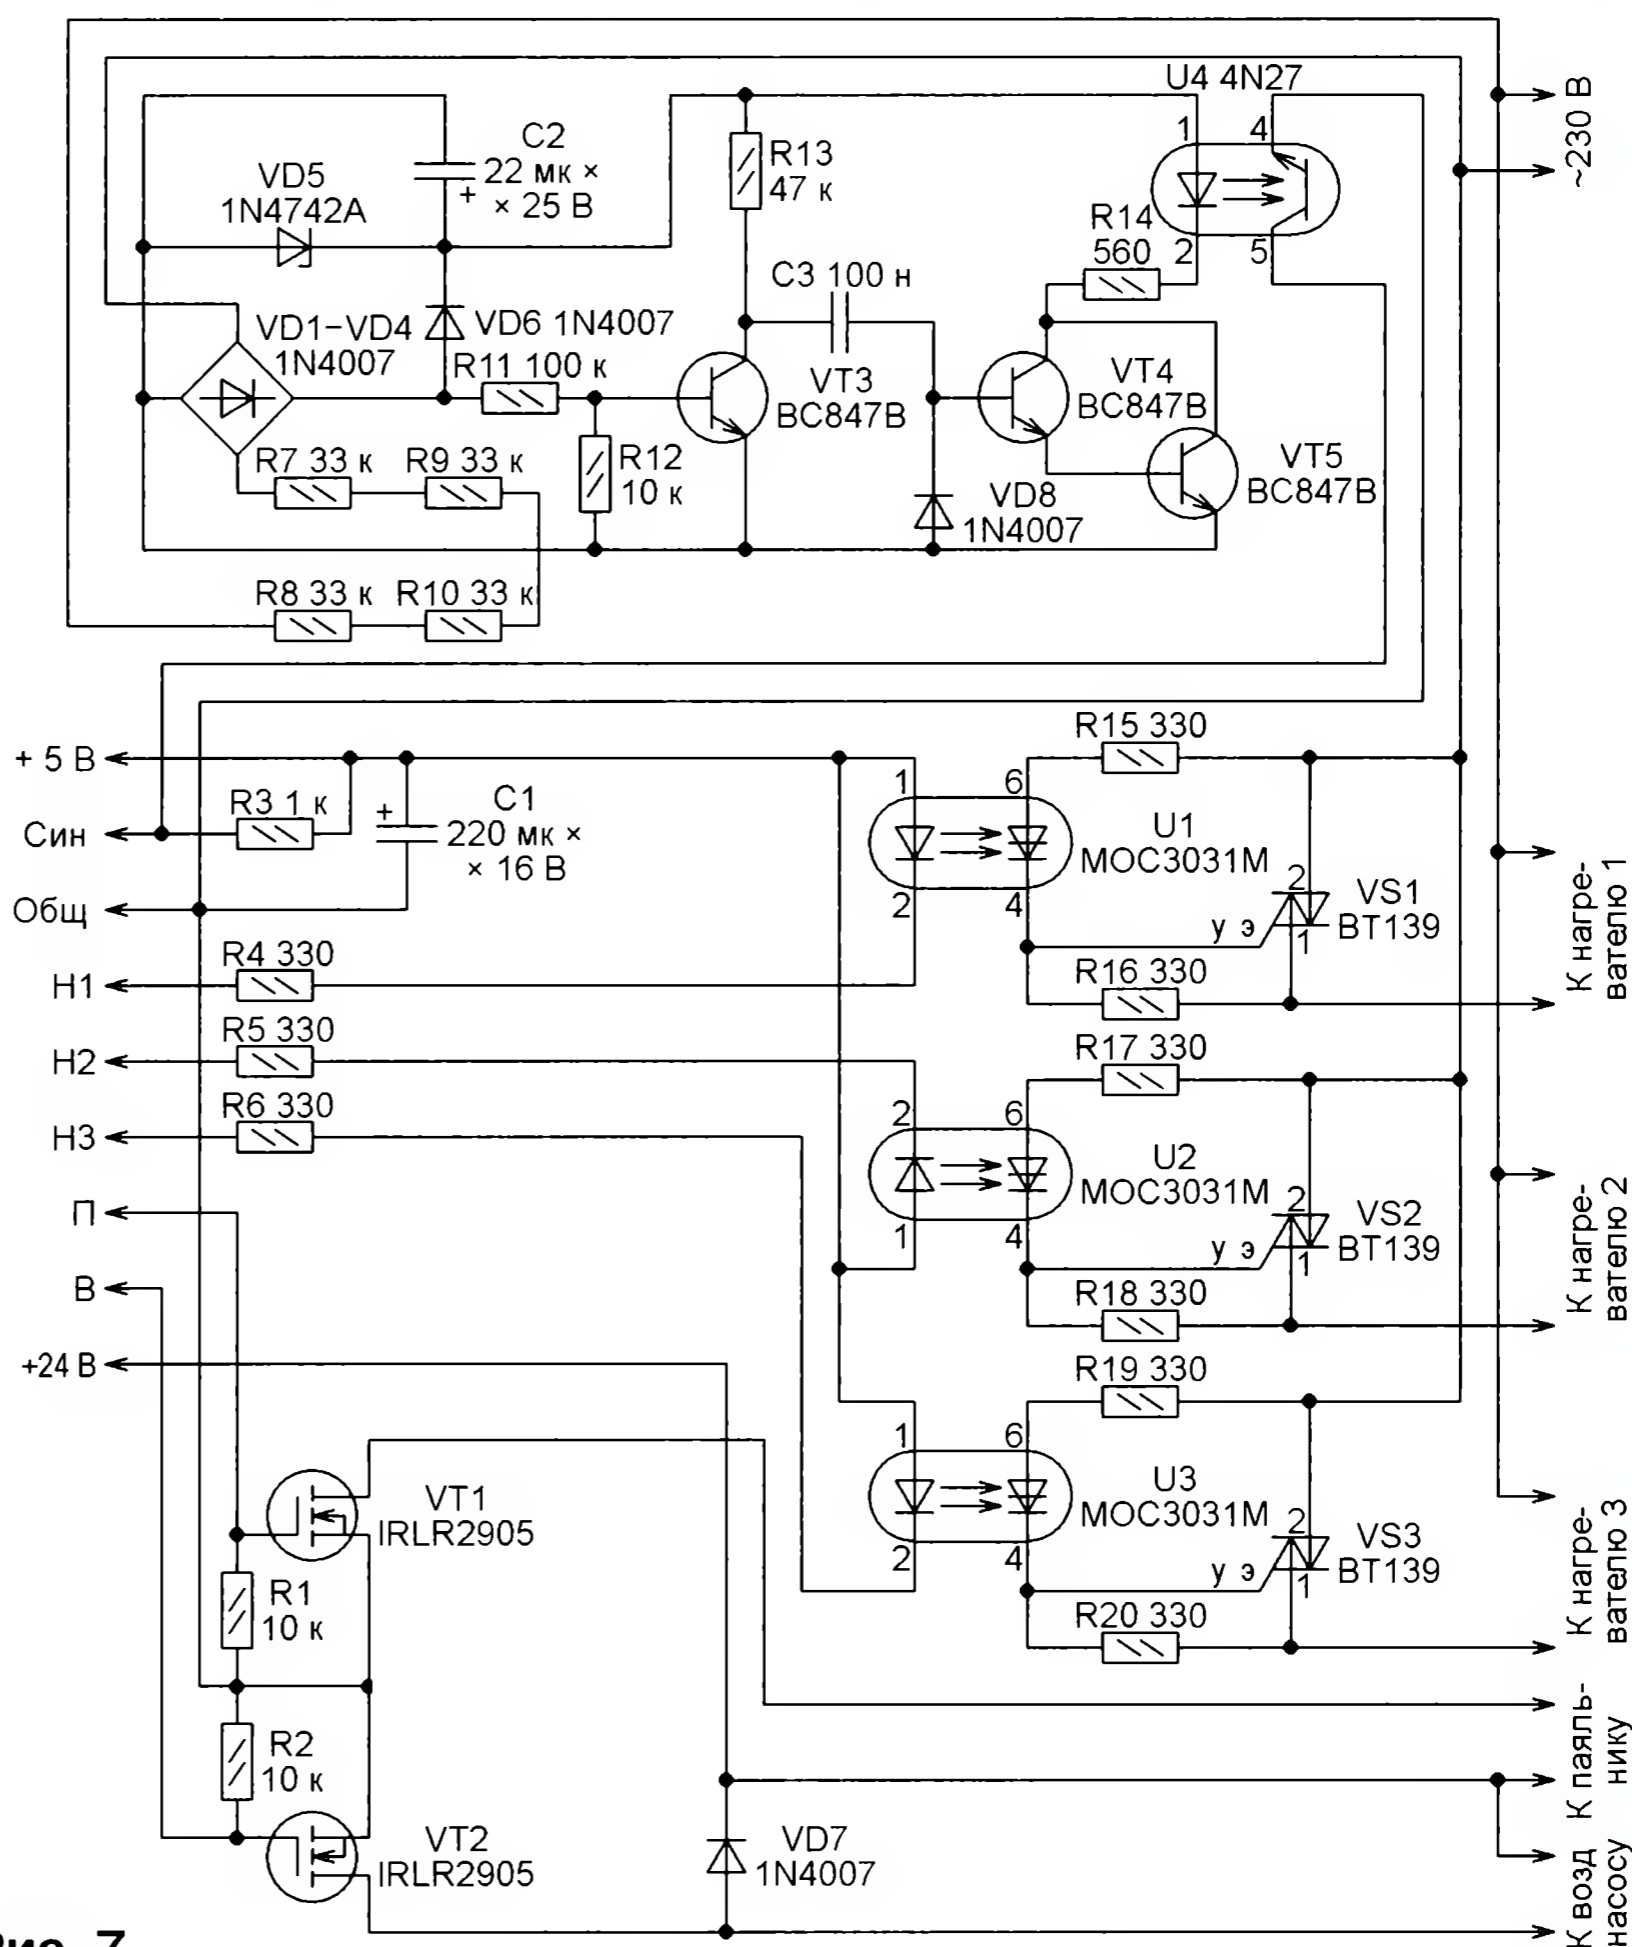 U4 4N27
~230 В
C2
22 мк ×
+ × 25 В
VD5
1N4742A
R13
47 к
1
4
R14
560
2
5
C3 100 н
VD1–VD4
1N4007
VD6 1N4007
R11 100 к
VT3
BC847B
VT4
BC847B
VT5
BC847B
R7 33 к
R9 33 к
R12
10 к
VD8
1N4007
R8 33 к
R10 33 к
R15 330
+ 5 В
R3 1 к
+
C1
220 мк ×
× 16 В
Син
Общ
1
6
2
4
U1
MOC3031M
2
1
у э
VS1
BT139
К нагре-
вателю 1
R4 330
Н1
R16 330
R5 330
Н2
R17 330
R6 330
Н3
2
6
1
4
U2
MOC3031M
2
1
у э
VS2
BT139
К нагре-
вателю 2
П
В
R18 330
+24 В
R19 330
1
6
2
4
U3
MOC3031M
2
1
у э
VS3
BT139
К нагре-
вателю 3
R20 330
VT1
IRLR2905
R1
10 к
R2
10 к
К паяль-
нику
VT2
IRLR2905
VD7
1N4007
К возд
насосу